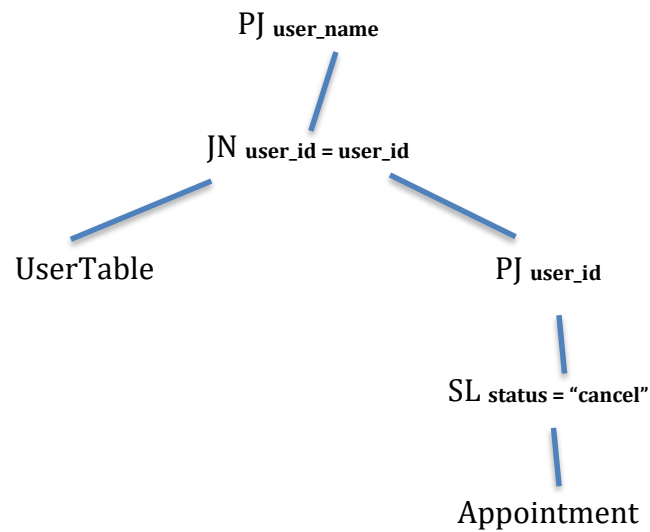 PJ user_name
JN user_id = user_id
UserTable
PJ user_id
SL status = “cancel”
Appointment